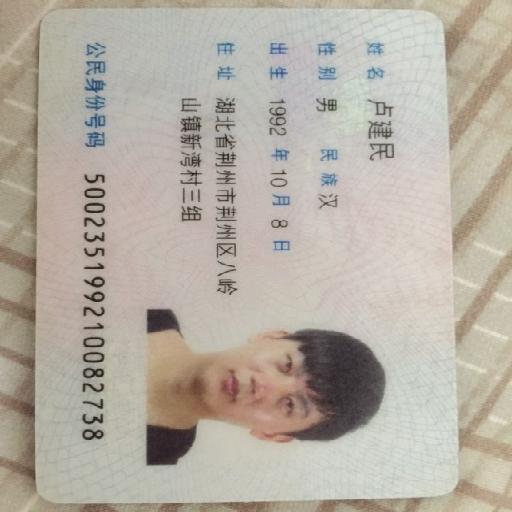 姓名 卢建民
性别 男 民族 汉
出生 1992 年 10 月 8 日
住址 湖北省荆州市荆州区八岭
山镇新湾村三组
公民身份号码 500235199210082738